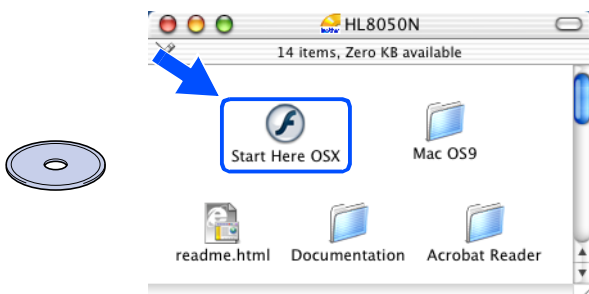 HL8050N
14 items, Zero KB available
Start Here OSX
Mac OS9
readme.html
Documentation
Acrobat Reader